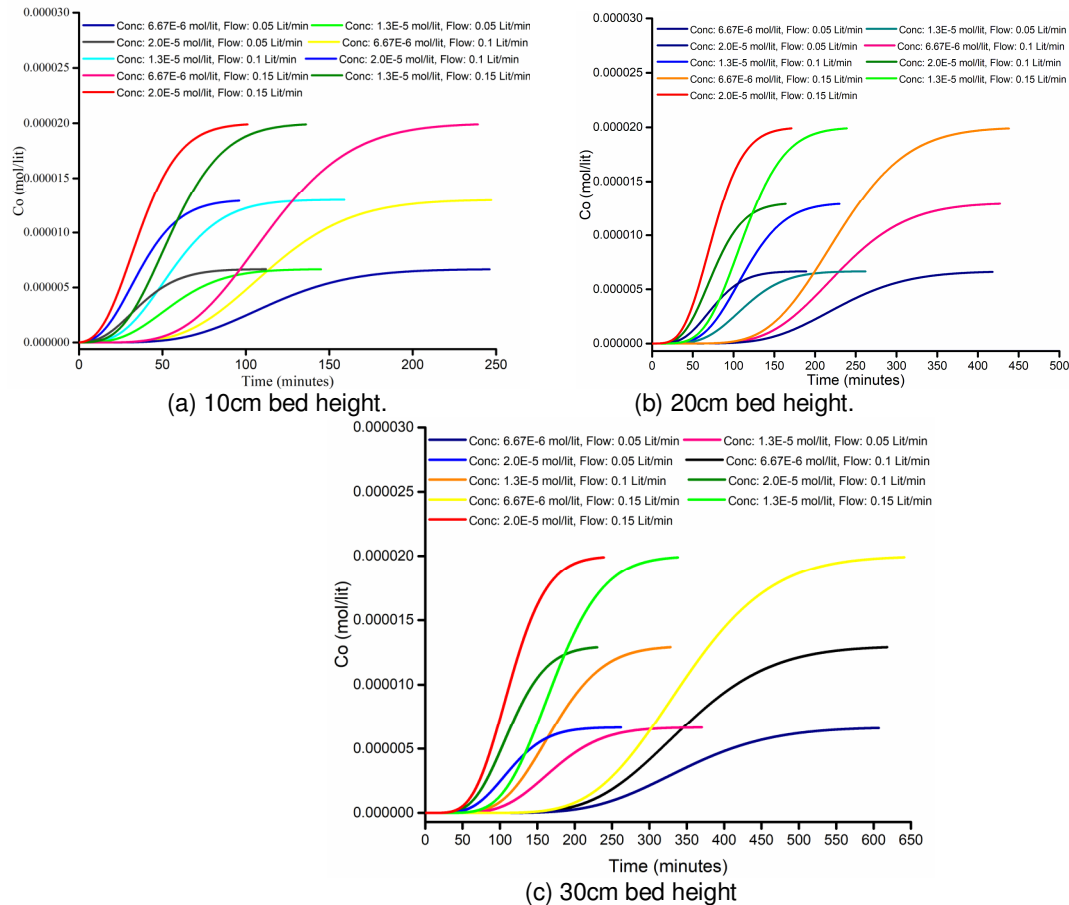 0.000030
0.000025
0.000020
0.000015
0.000010
0.000005
0.000000
Co (mol/lit)
Conc: 6.67E-6 mol/lit, Flow: 0.05 Lit/min
Conc: 1.3E-5 mol/lit, Flow: 0.05 Lit/min
Conc: 2.0E-5 mol/lit, Flow: 0.05 Lit/min
Conc: 6.67E-6 mol/lit, Flow: 0.1 Lit/min
Conc: 1.3E-5 mol/lit, Flow: 0.1 Lit/min
Conc: 2.0E-5 mol/lit, Flow: 0.1 Lit/min
Conc: 6.67E-6 mol/lit, Flow: 0.15 Lit/min
Conc: 1.3E-5 mol/lit, Flow: 0.15 Lit/min
Conc: 2.0E-5 mol/lit, Flow: 0.15 Lit/min
0 50 100 150 200 250
Time (minutes)
(a) 10cm bed height.
0.000030
0.000025
0.000020
0.000015
0.000010
0.000005
0.000000
Co (mol/lit)
Conc: 6.67E-6 mol/lit, Flow: 0.05 Lit/min
Conc: 1.3E-5 mol/lit, Flow: 0.05 Lit/min
Conc: 2.0E-5 mol/lit, Flow: 0.05 Lit/min
Conc: 6.67E-6 mol/lit, Flow: 0.1 Lit/min
Conc: 1.3E-5 mol/lit, Flow: 0.1 Lit/min
Conc: 2.0E-5 mol/lit, Flow: 0.1 Lit/min
Conc: 6.67E-6 mol/lit, Flow: 0.15 Lit/min
Conc: 1.3E-5 mol/lit, Flow: 0.15 Lit/min
Conc: 2.0E-5 mol/lit, Flow: 0.15 Lit/min
0 50 100 150 200 250 300 350 400 450 500
Time (minutes)
(b) 20cm bed height.
0.000030
0.000025
0.000020
0.000015
0.000010
0.000005
0.000000
Co (mol/lit)
Conc: 6.67E-6 mol/lit, Flow: 0.05 Lit/min
Conc: 1.3E-5 mol/lit, Flow: 0.05 Lit/min
Conc: 2.0E-5 mol/lit, Flow: 0.05 Lit/min
Conc: 6.67E-6 mol/lit, Flow: 0.1 Lit/min
Conc: 1.3E-5 mol/lit, Flow: 0.1 Lit/min
Conc: 2.0E-5 mol/lit, Flow: 0.1 Lit/min
Conc: 6.67E-6 mol/lit, Flow: 0.15 Lit/min
Conc: 1.3E-5 mol/lit, Flow: 0.15 Lit/min
Conc: 2.0E-5 mol/lit, Flow: 0.15 Lit/min
0 50 100 150 200 250 300 350 400 450 500 550 600 650
Time (minutes)
(c) 30cm bed height